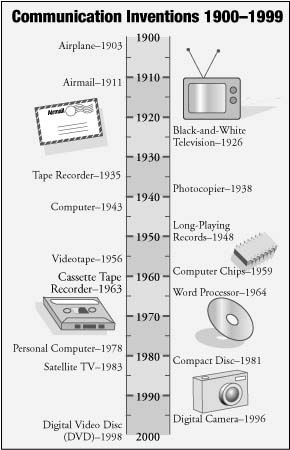 Communication Inventions 1900–1999
1900
Airplane–1903
Airmail–1911
1910
Airmail
1920
Black-and-White
Television–1926
1930
Tape Recorder–1935
Photocopier–1938
1940
Computer–1943
Long-Playing
Records–1948
1950
Videotape–1956
Computer Chips–1959
1960
Cassette Tape
Recorder–1963
Word Processor–1964
1970
Personal Computer–1978
1980
Compact Disc–1981
Satellite TV–1983
1990
Digital Camera–1996
Digital Video Disc
(DVD)–1998
2000